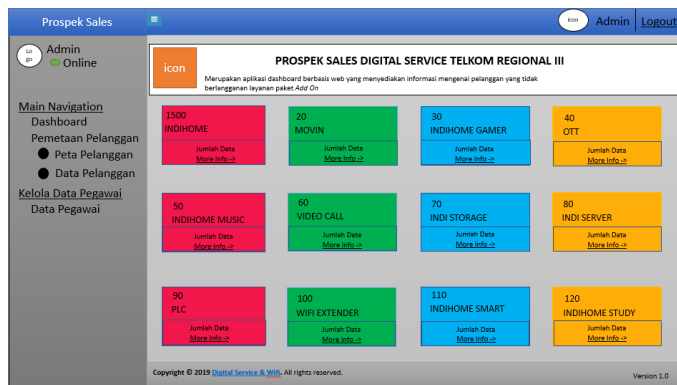 Prospek Sales
icon
Admin
Logout
Lo
go
Admin
Online
Main Navigation
Dashboard
Pemetaan Pelanggan
Peta Pelanggan
Data Pelanggan
Kelola Data Pegawai
Data Pegawai
icon
PROSPEK SALES DIGITAL SERVICE TELKOM REGIONAL III
Merupakan aplikasi dashboard berbasis web yang menyediakan informasi mengenai pelanggan yang tidak
berlangganan layanan paket Add On
1500
INDIHOME
Jumlah Data
More Info ->
20
MOVIN
Jumlah Data
More Info ->
30
INDIHOME GAMER
Jumlah Data
More Info ->
40
OTT
Jumlah Data
More Info ->
50
INDIHOME MUSIC
Jumlah Data
More Info ->
60
VIDEO CALL
Jumlah Data
More Info ->
70
INDI STORAGE
Jumlah Data
More Info ->
80
INDI SERVER
Jumlah Data
More Info ->
90
PLC
Jumlah Data
More Info ->
100
WIFI EXTENDER
Jumlah Data
More Info ->
110
INDIHOME SMART
Jumlah Data
More Info ->
120
INDIHOME STUDY
Jumlah Data
More Info ->
Copyright © 2019 Digital Service & Wifi. All rights reserved.
Version 1.0